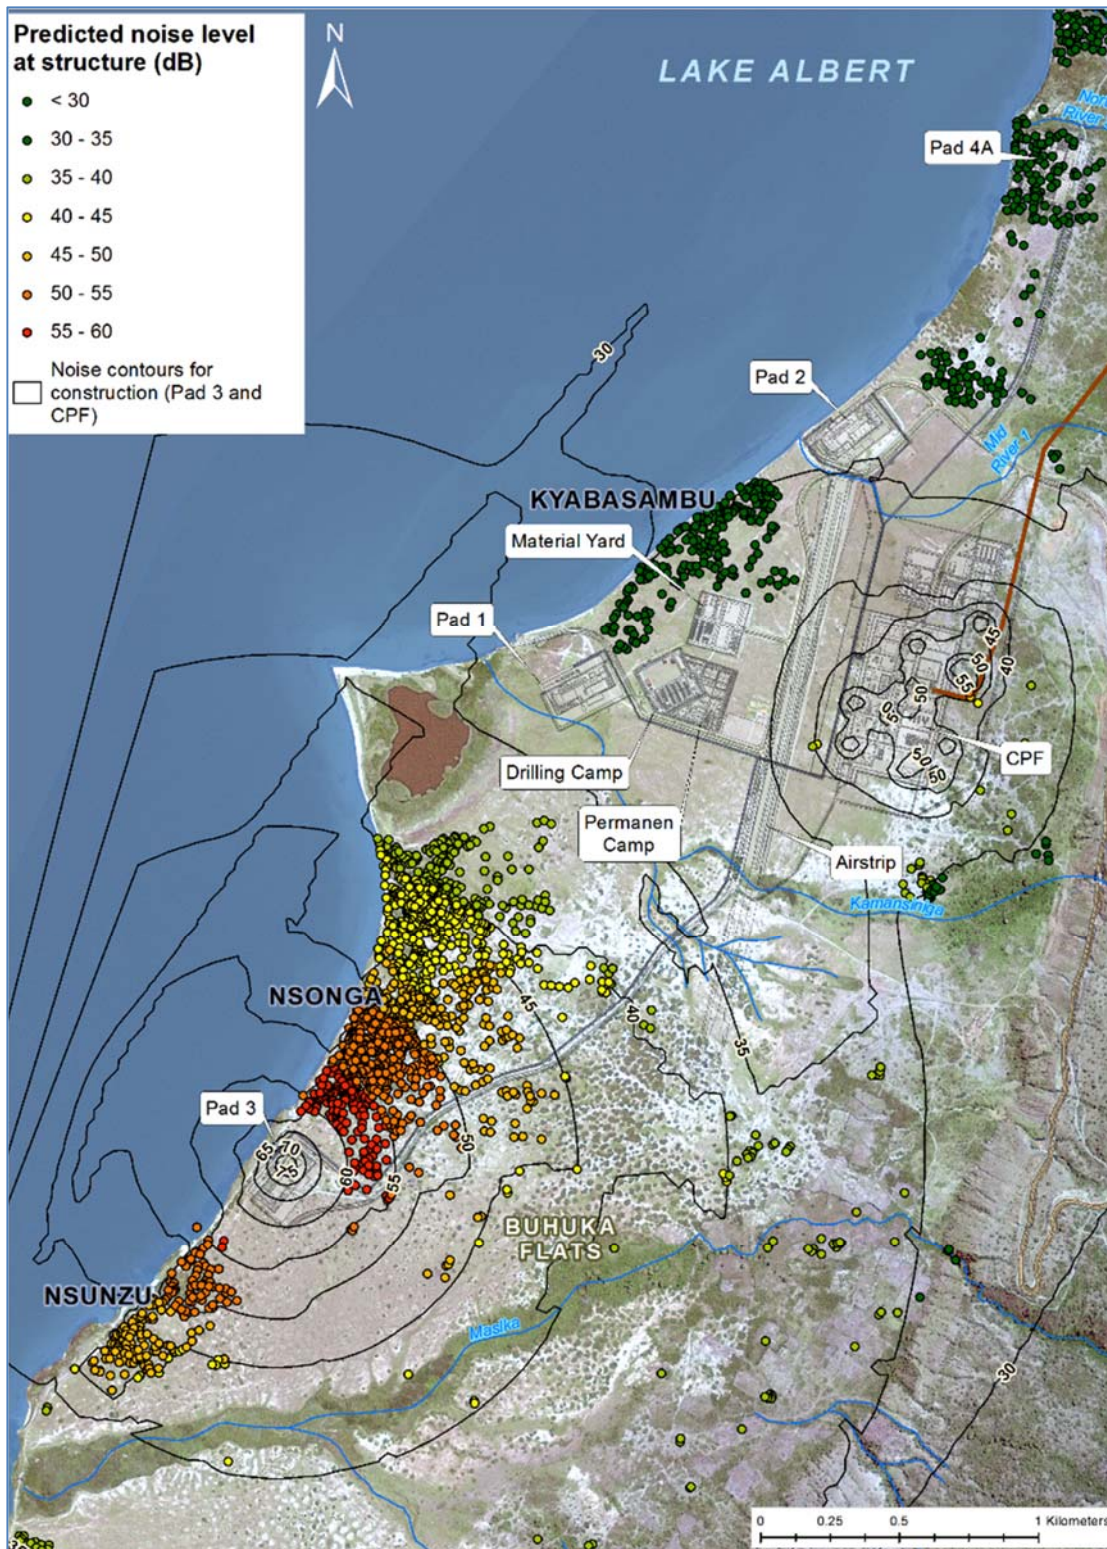 Predicted noise level
at structure (dB)
< 30
30 - 35
35 - 40
40 - 45
45 - 50
50 - 55
55 - 60
Noise contours for
construction (Pad 3 and
CPF)
N
LAKE ALBERT
River
Pad 4A
30
Pad 2
Mid
River 1
KYABASAMBU
Material Yard
Pad 1
45
50
40
55
50
50
50
CPF
Drilling Camp
Permanen
Camp
Airstrip
Kamansiniga
NSONGA
45
40
35
Pad 3
65
50
60
55
BUHUKA
FLATS
NSUNZU
Masika
30
0
0.25
0.5
1 Kilometers